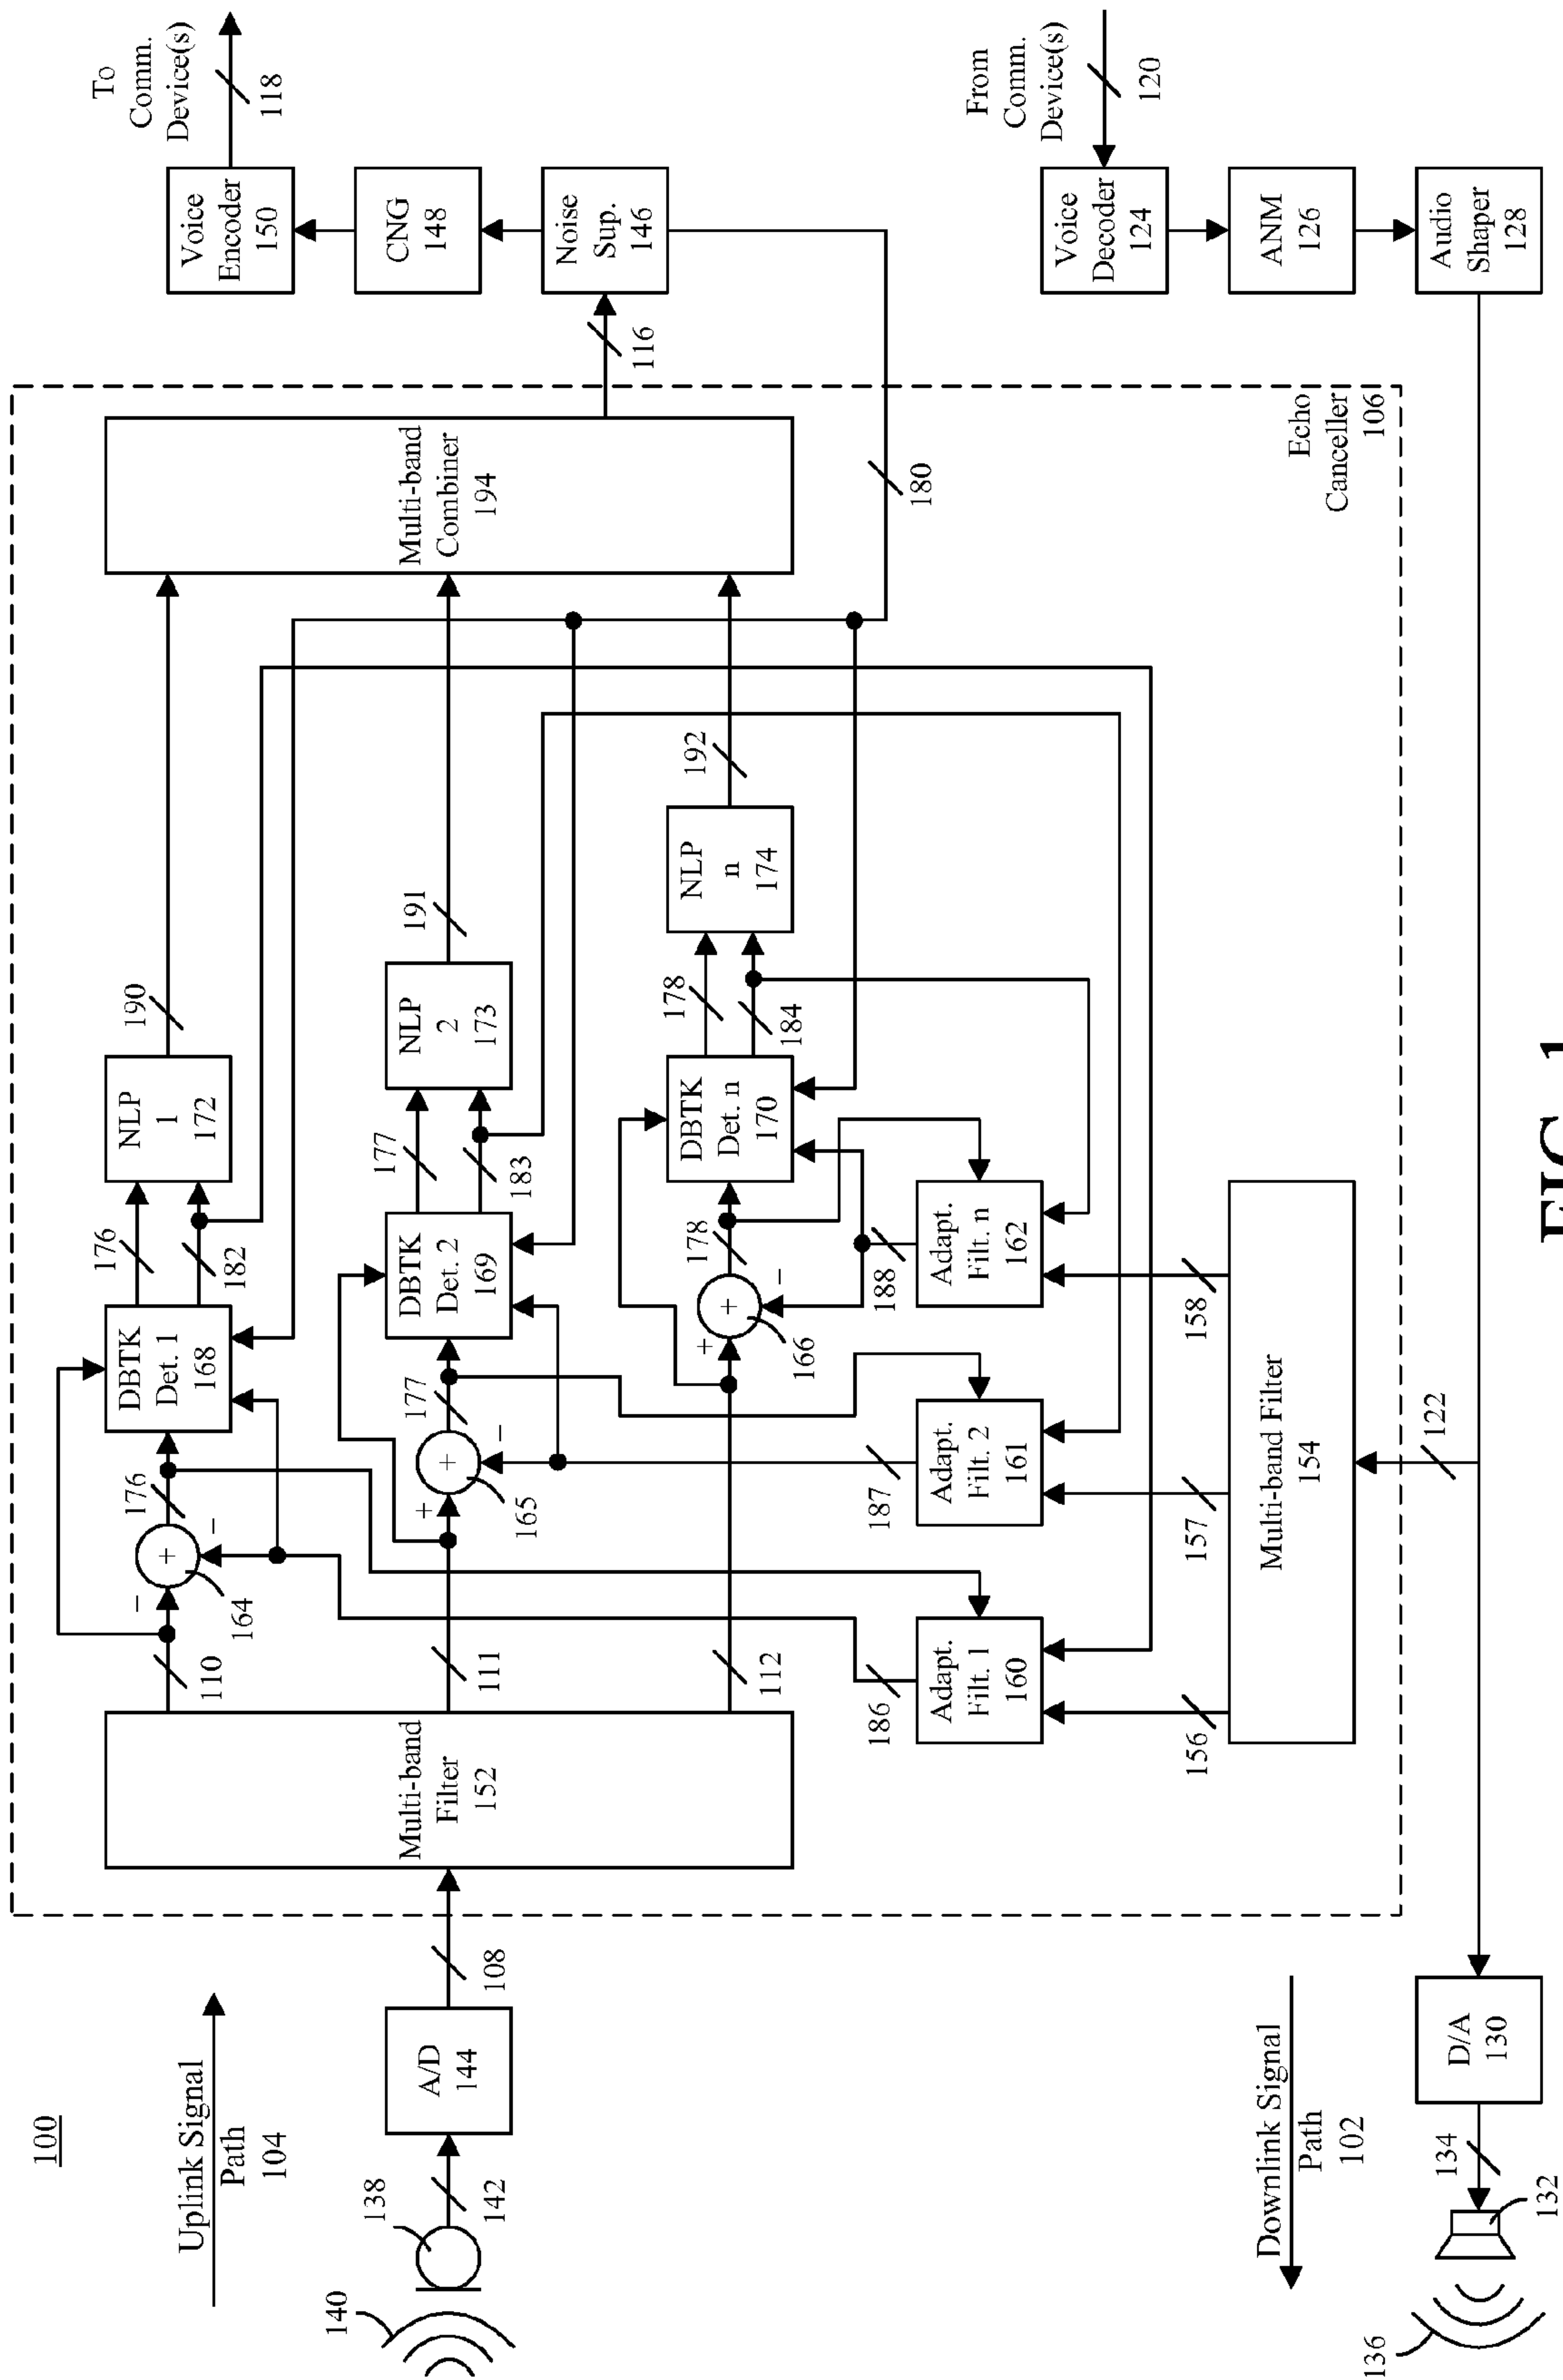 100
Uplink Signal
Path
104
140
138
142
A/D
144
108
Multi-band
Filter
152
110
111
112
−
+
−
164
176
DBTK
Det. 1
168
176
182
NLP
1
172
190
+
+
−
165
177
DBTK
Det. 2
169
177
183
NLP
2
173
191
+
+
−
166
178
DBTK
Det. n
170
178
184
NLP
n
174
192
Multi-band
Combiner
194
116
180
Noise
Sup.
146
CNG
148
Voice
Encoder
150
To
Comm.
Device(s)
118
186
Adapt.
Filt. 1
160
187
Adapt.
Filt. 2
161
188
Adapt.
Filt. n
162
156
157
158
Multi-band Filter
154
122
Echo
Canceller
106
From
Comm.
Device(s)
120
Voice
Decoder
124
ANM
126
Audio
Shaper
128
Downlink Signal
Path
102
D/A
130
134
132
136
FIG. 1